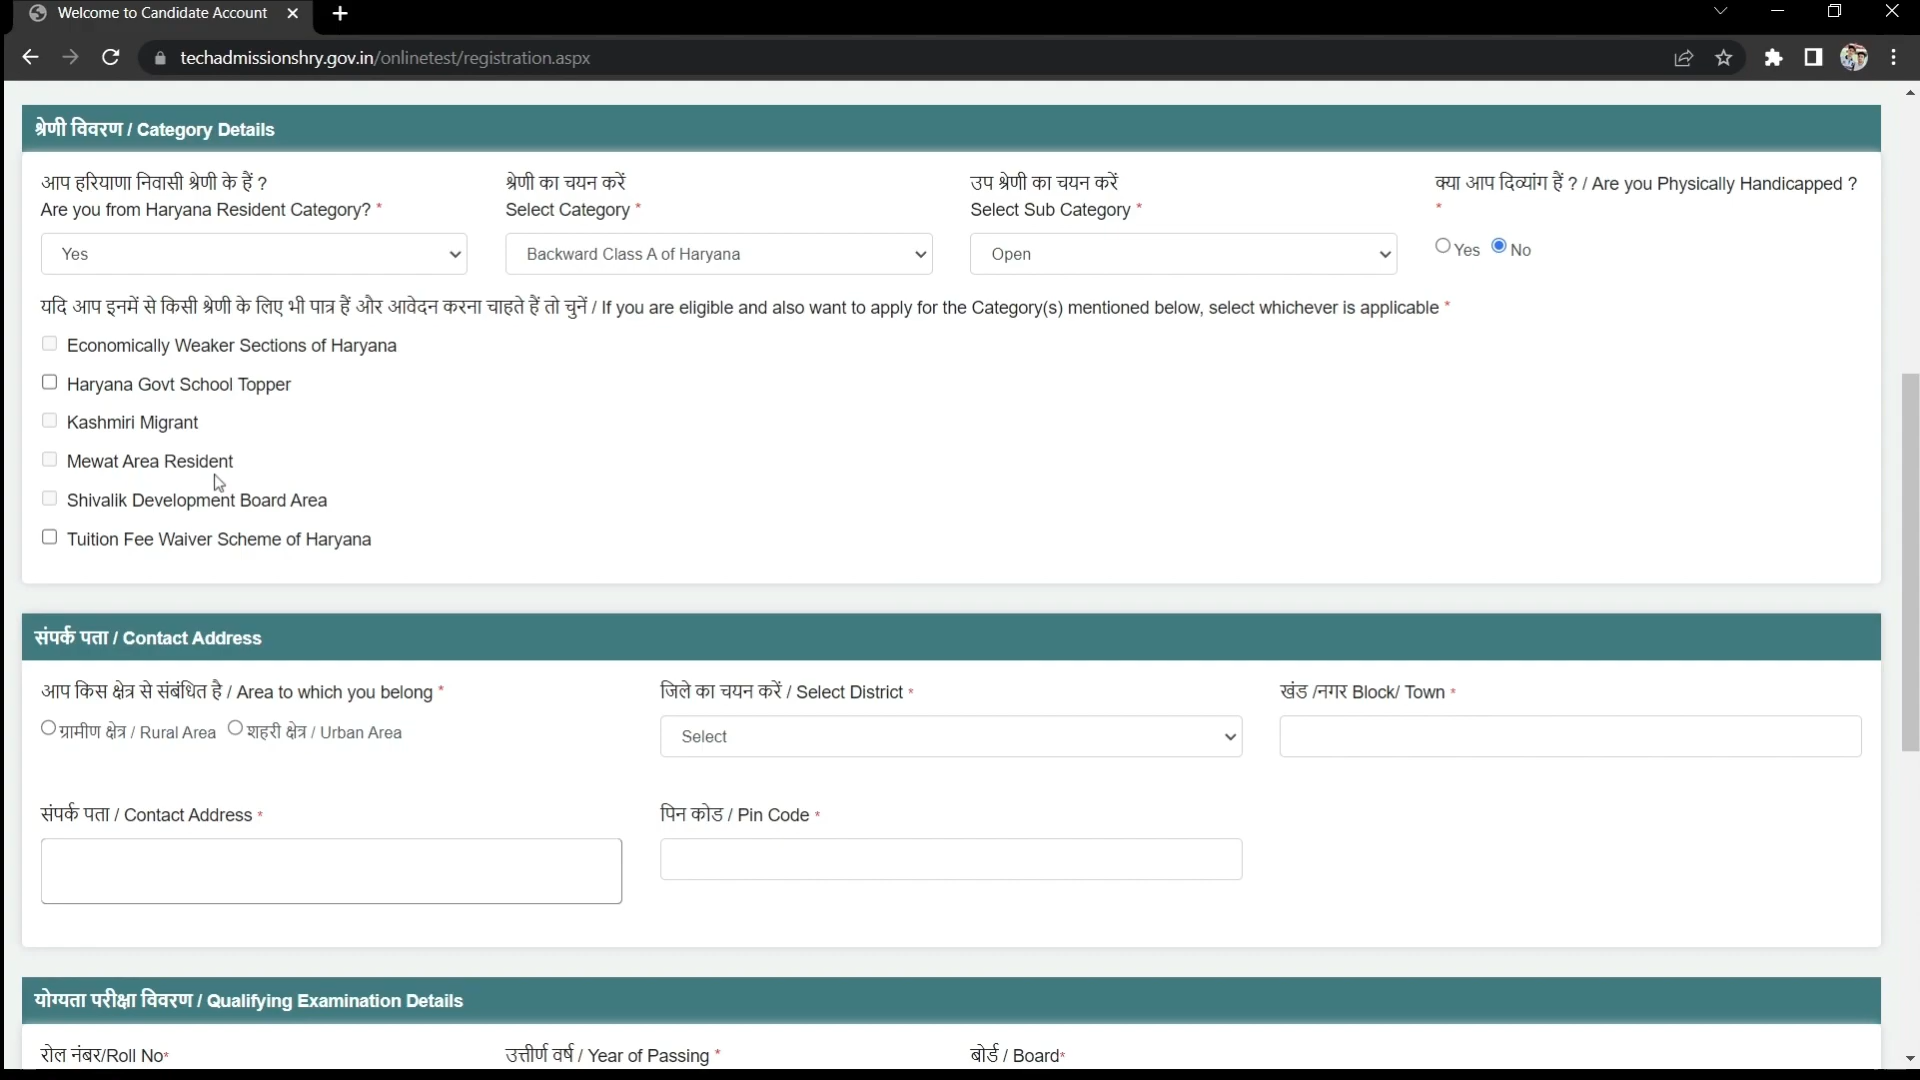 Welcome to Candidate Account
techadmissionshry.gov.in/onlinetest/registration.aspx
श्रेणी विवरण / Category Details
आप हरियाणा निवासी श्रेणी के हैं ?
Are you from Haryana Resident Category? *
Yes
श्रेणी का चयन करें
Select Category *
Backward Class A of Haryana
उप श्रेणी का चयन करें
Select Sub Category *
Open
क्या आप दिव्यांग हैं ? / Are you Physically Handicapped ?
*
Yes No
यदि आप इनमें से किसी श्रेणी के लिए भी पात्र हैं और आवेदन करना चाहते हैं तो चुनें / If you are eligible and also want to apply for the Category(s) mentioned below, select whichever is applicable *
Economically Weaker Sections of Haryana
Haryana Govt School Topper
Kashmiri Migrant
Mewat Area Resident
Shivalik Development Board Area
Tuition Fee Waiver Scheme of Haryana
संपर्क पता / Contact Address
आप किस क्षेत्र से संबंधित है / Area to which you belong *
ग्रामीण क्षेत्र / Rural Area शहरी क्षेत्र / Urban Area
जिले का चयन करें / Select District *
Select
खंड /नगर Block/ Town *
संपर्क पता / Contact Address *
पिन कोड / Pin Code *
योग्यता परीक्षा विवरण / Qualifying Examination Details
रोल नंबर/Roll No*
उत्तीर्ण वर्ष / Year of Passing *
बोर्ड / Board*